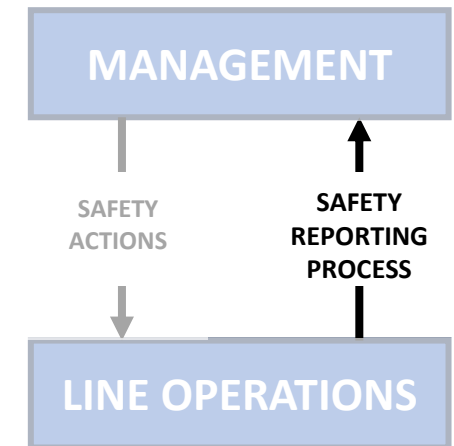 MANAGEMENT
SAFETY
ACTIONS
SAFETY
REPORTING
PROCESS
LINE OPERATIONS